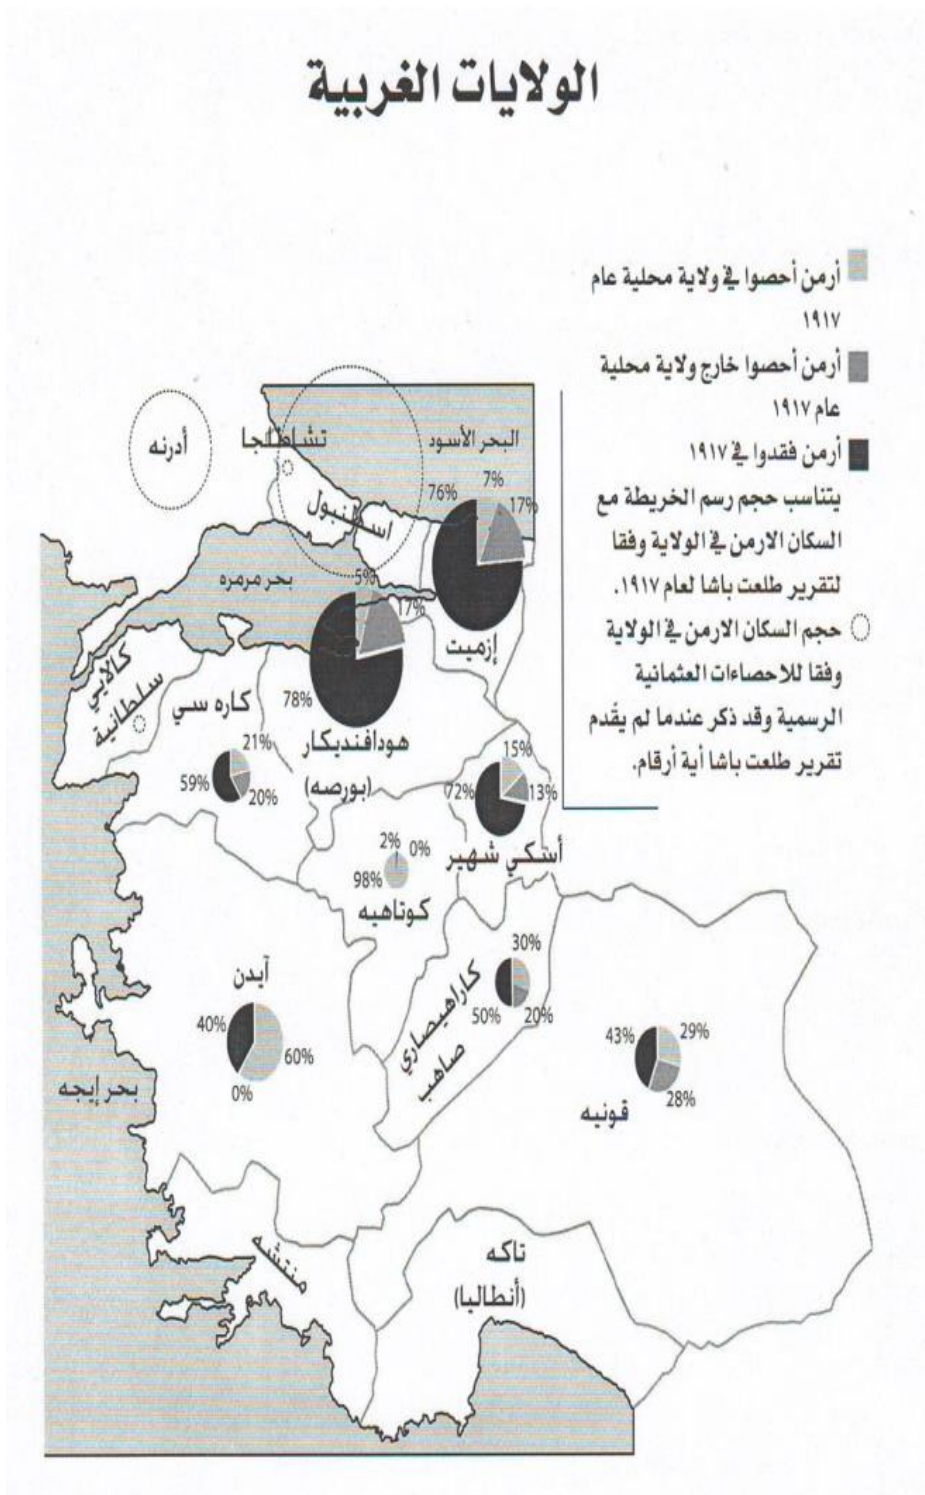 الولايات الغربية
أرمن أحصوا في ولاية محلية عام
١٩١٧
أرمن أحصوا خارج ولاية محلية
عام ١٩١٧
أرمن فقدوا في ١٩١٧
يتناسب حجم رسم الخريطة مع
السكان الارمن في الولاية وفقا
لتقرير طلعت باشا لعام ١٩١٧.
حجم السكان الارمن في الولاية
وفقا للاحصاءات العثمانية
الرسمية وقد ذكر عندما لم يقدم
تقرير طلعت باشا أية أرقام.
أدرنه
تشاطلجا
البحر الأسود
اسطنبول
بحر مرمره
76%
7%
17%
إزميت
5%
17%
78%
هودافنديكار
(بورصه)
كالايي
سلطانية
كاره سي
21%
59%
20%
15%
72%
13%
أسكي شهير
2%
0%
98%
كوتاهيه
30%
50%
20%
كاراهيصاري
صاهب
آيدن
40%
60%
0%
بحر إيجه
43%
29%
28%
قونيه
منتشه
تاكه
(أنطاليا)